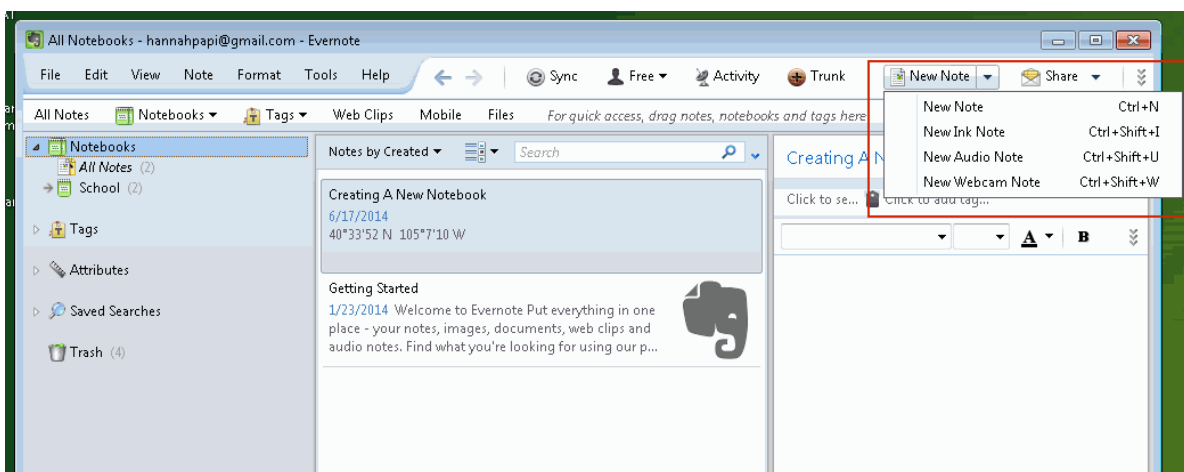 All Notebooks - hannahpapi@gmail.com - Evernote
File Edit View Note Format Tools Help Sync Free Activity Trunk New Note Share
All Notes Notebooks Tags Web Clips Mobile Files For quick access, drag notes, notebooks and tags here
New Note Ctrl+N
New Ink Note Ctrl+Shift+I
New Audio Note Ctrl+Shift+U
New Webcam Note Ctrl+Shift+W
Notebooks
All Notes (2)
School (2)
Tags
Attributes
Saved Searches
Trash (4)
Notes by Created Search
Creating A New Notebook
6/17/2014
40°33'52 N 105°7'10 W
Getting Started
1/23/2014 Welcome to Evernote Put everything in one
place - your notes, images, documents, web clips and
audio notes. Find what you're looking for using our p...
Creating A N
Click to se... Click to add tag...
A B